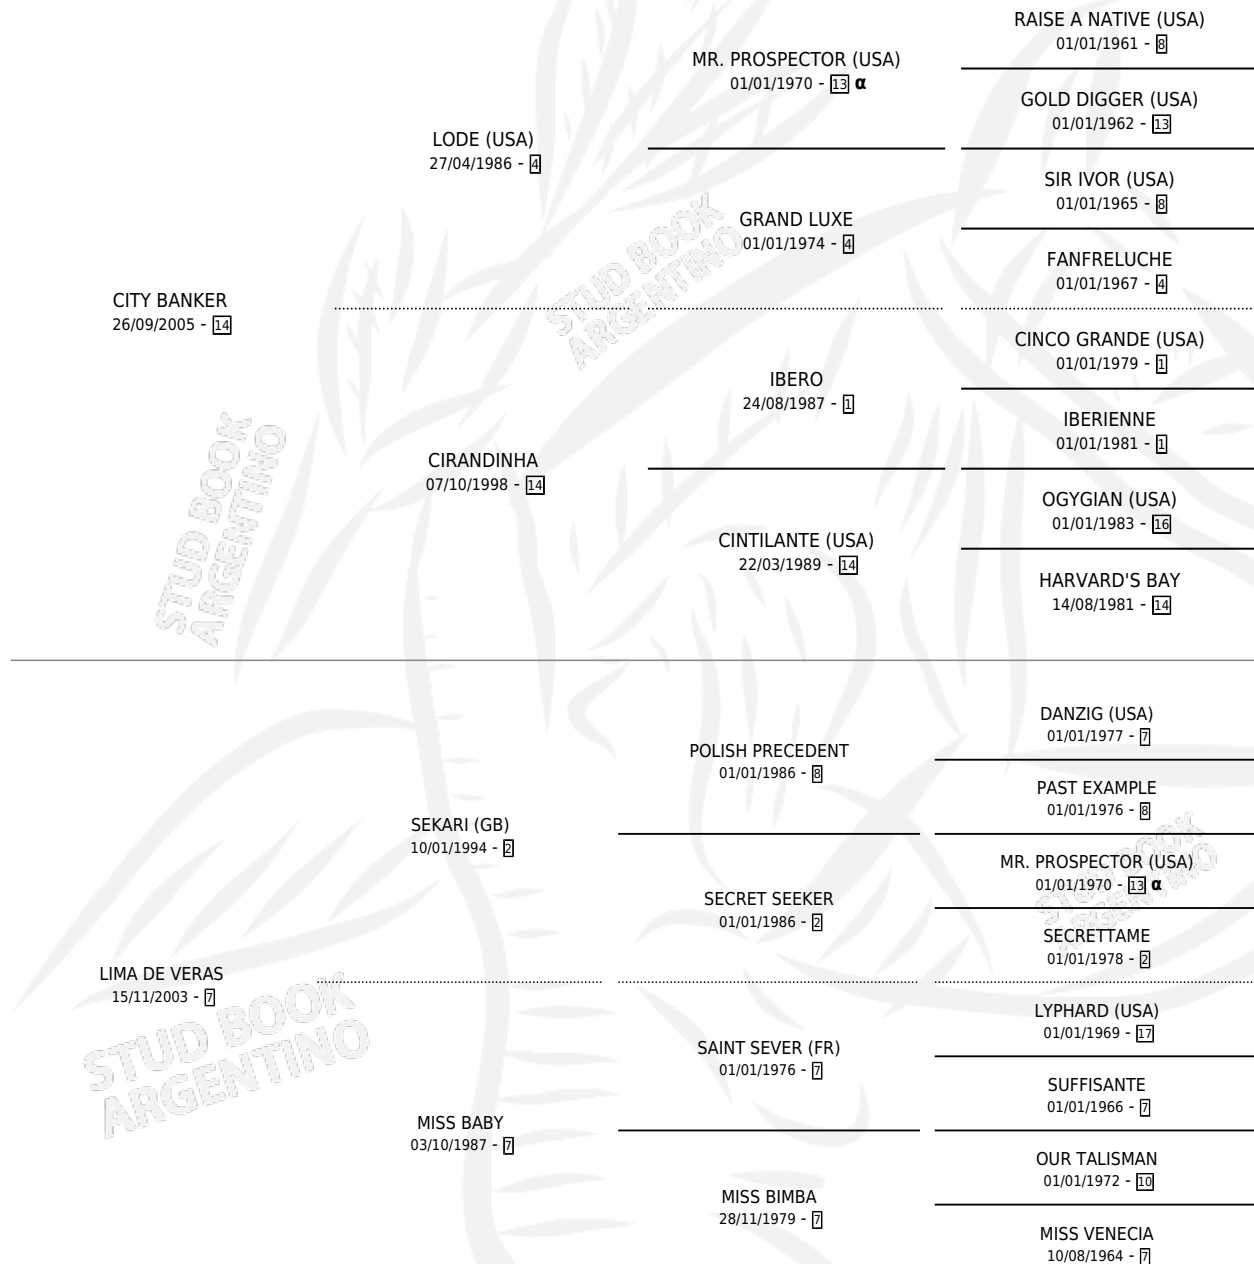 RAISE A NATIVE (USA)
01/01/1961 - 8
MR. PROSPECTOR (USA)
01/01/1970 - 13 α
GOLD DIGGER (USA)
01/01/1962 - 13
LODE (USA)
27/04/1986 - 4
SIR IVOR (USA)
01/01/1965 - 8
GRAND LUXE
01/01/1974 - 4
FANFRELUCHE
01/01/1967 - 4
CITY BANKER
26/09/2005 - 14
CINCO GRANDE (USA)
01/01/1979 - 1
IBERO
24/08/1987 - 1
IBERIENNE
01/01/1981 - 1
CIRANDINHA
07/10/1998 - 14
OGYGIAN (USA)
01/01/1983 - 16
CINTILANTE (USA)
22/03/1989 - 14
HARVARD'S BAY
14/08/1981 - 14
STUD BOOK
ARGENTINO
STUD BOOK
ARGENTINO
DANZIG (USA)
01/01/1977 - 7
POLISH PRECEDENT
01/01/1986 - 8
PAST EXAMPLE
01/01/1976 - 8
SEKARI (GB)
10/01/1994 - 2
MR. PROSPECTOR (USA)
01/01/1970 - 13 α
SECRET SEEKER
01/01/1986 - 2
SECRETTAME
01/01/1978 - 2
LIMA DE VERAS
15/11/2003 - 7
LYPHARD (USA)
01/01/1969 - 17
SAINT SEVER (FR)
01/01/1976 - 7
SUFFISANTE
01/01/1966 - 7
MISS BABY
03/10/1987 - 7
OUR TALISMAN
01/01/1972 - 10
MISS BIMBA
28/11/1979 - 7
MISS VENECIA
10/08/1964 - 7
STUD BOOK
ARGENTINO
STUD BOOK
ARGENTINO